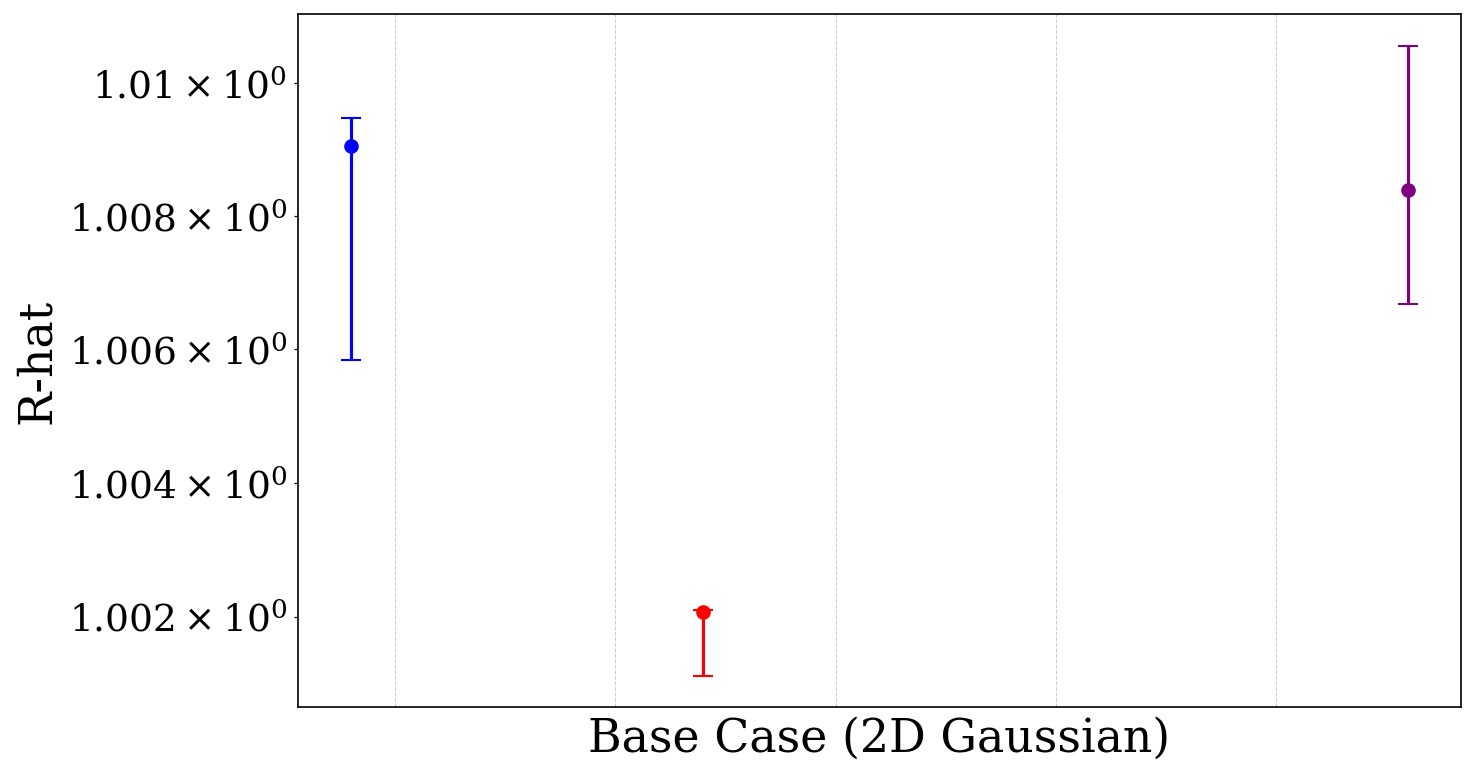 1.01 × 10⁰
1.008 × 10⁰
1.006 × 10⁰
1.004 × 10⁰
1.002 × 10⁰
R-hat
Base Case (2D Gaussian)